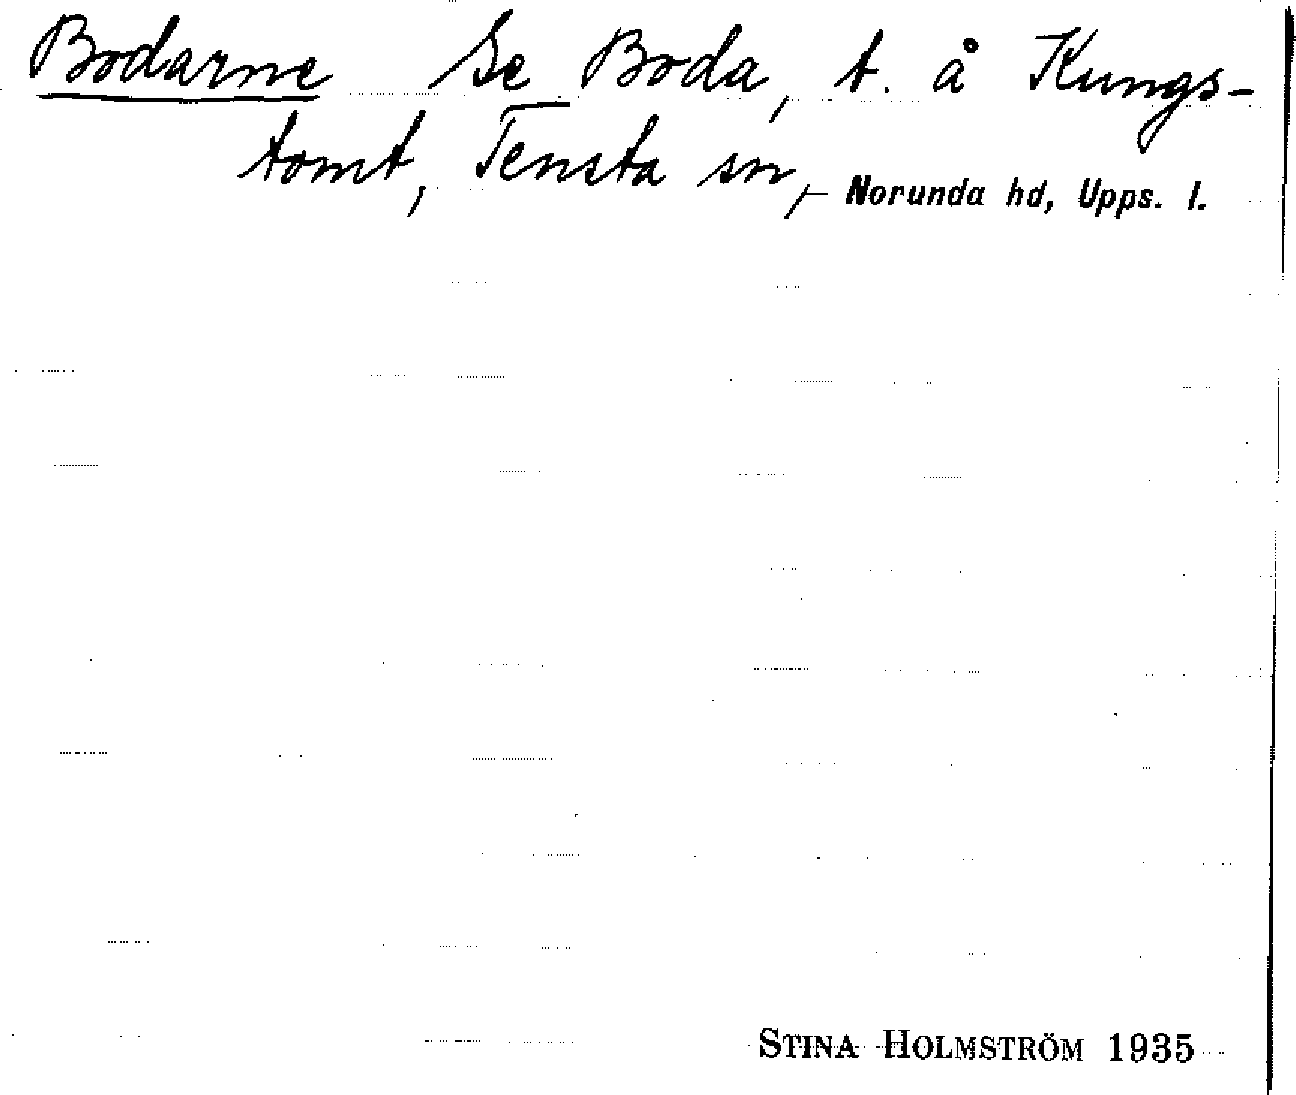 Bodarne Se Boda, t. å Kungs-
tomt, Tensta sn, – Norunda hd, Upps. l.
STINA HOLMSTRÖM 1935